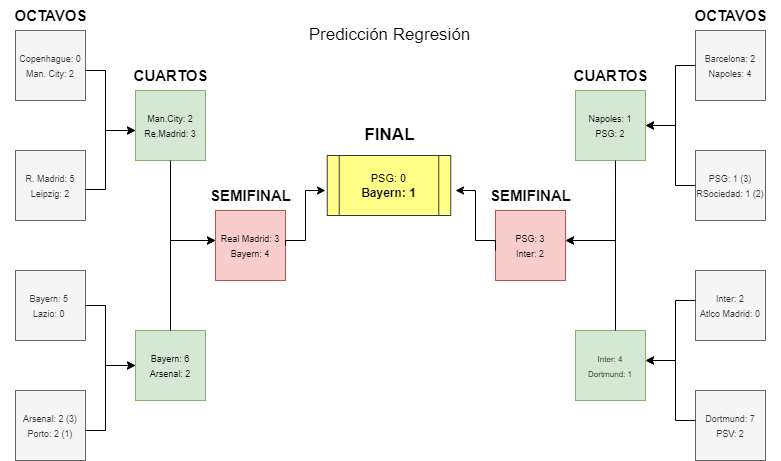 OCTAVOS
OCTAVOS
Predicción Regresión
Copenhague: 0
Man. City: 2
Barcelona: 2
Napoles: 4
CUARTOS
CUARTOS
Man.City: 2
Re.Madrid: 3
Napoles: 1
PSG: 2
FINAL
PSG: 0
Bayern: 1
R. Madrid: 5
Leipzig: 2
PSG: 1 (3)
RSociedad: 1 (2)
SEMIFINAL
SEMIFINAL
Real Madrid: 3
Bayern: 4
PSG: 3
Inter: 2
Bayern: 5
Lazio: 0
Inter: 2
Atlco Madrid: 0
Bayern: 6
Arsenal: 2
Inter: 4
Dortmund: 1
Arsenal: 2 (3)
Porto: 2 (1)
Dortmund: 7
PSV: 2